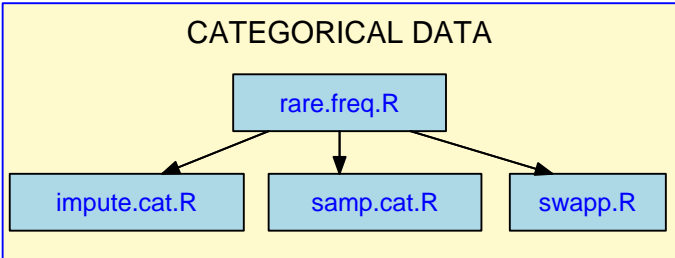 CATEGORICAL DATA
rare.freq.R
impute.cat.R
samp.cat.R
swapp.R